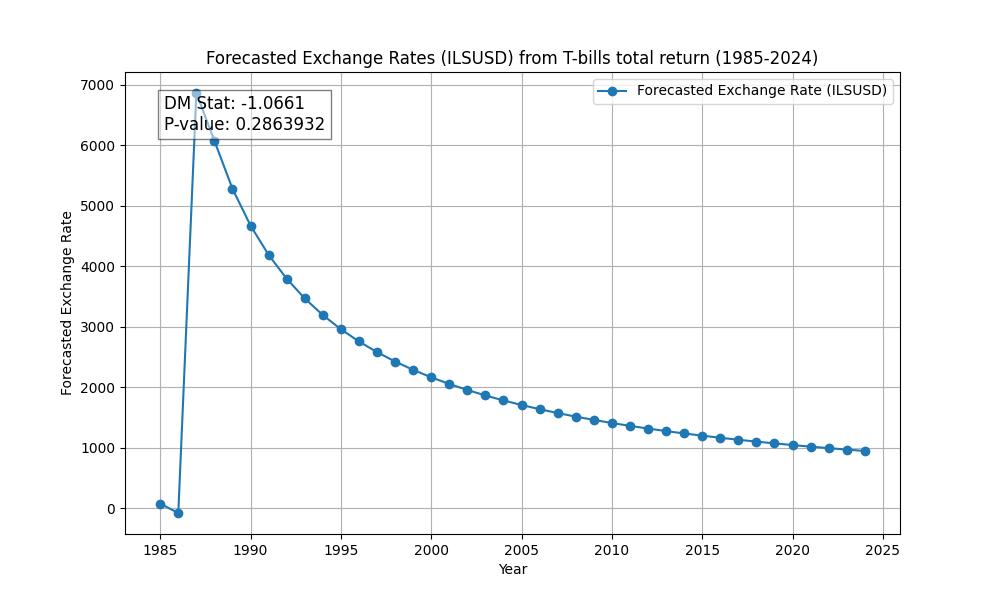 Forecasted Exchange Rates (ILSUSD) from T-bills total return (1985-2024)
DM Stat: -1.0661
P-value: 0.2863932
Forecasted Exchange Rate (ILSUSD)
Forecasted Exchange Rate
7000
6000
5000
4000
3000
2000
1000
0
1985 1990 1995 2000 2005 2010 2015 2020 2025
Year